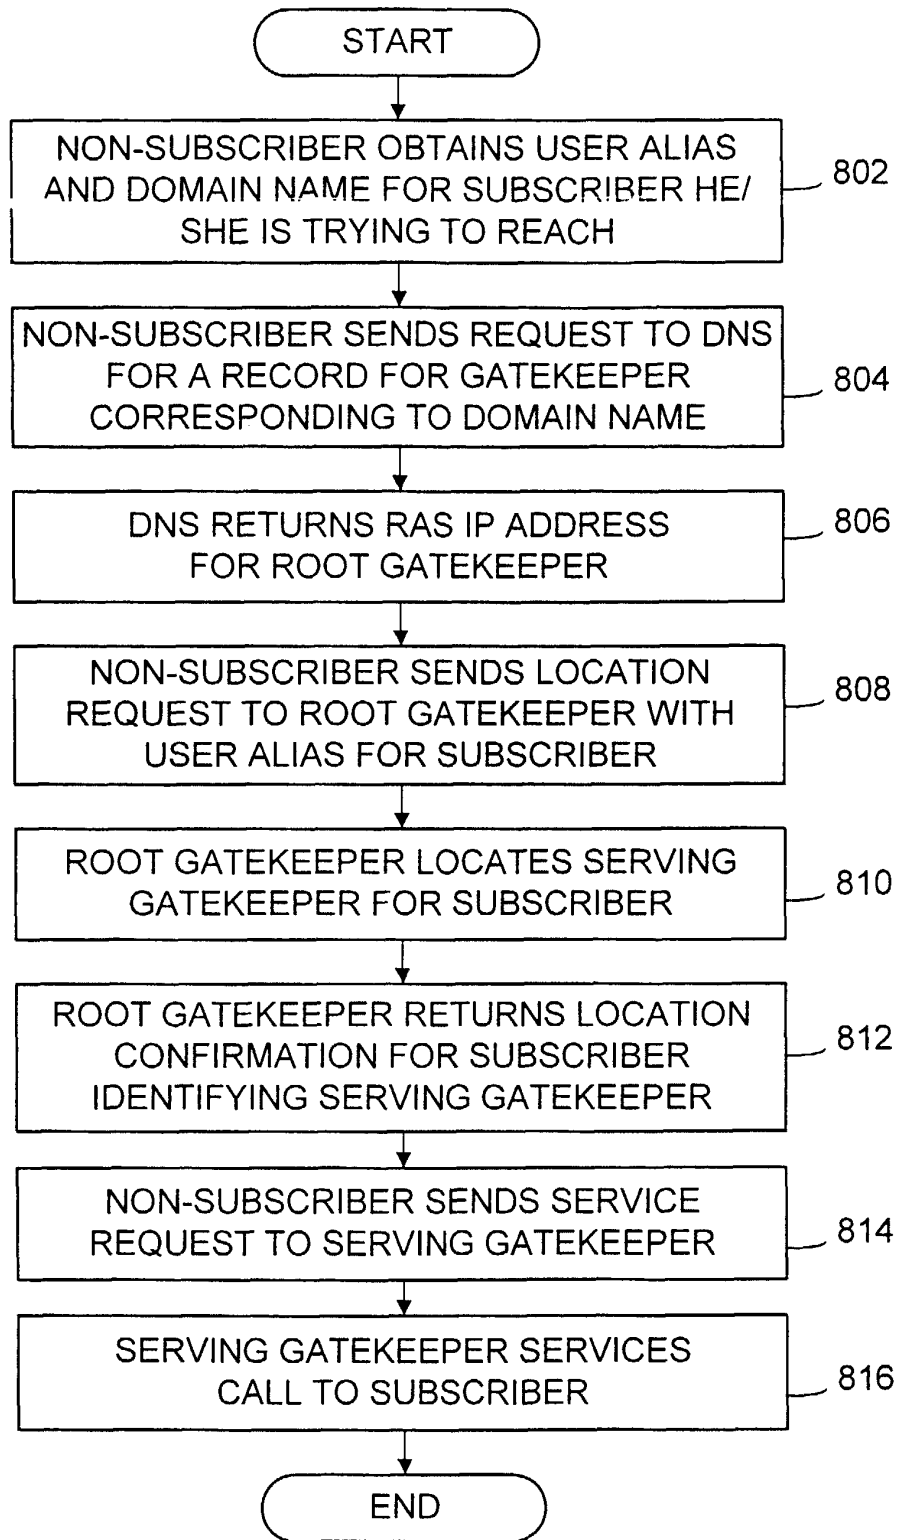 START
NON-SUBSCRIBER OBTAINS USER ALIAS
AND DOMAIN NAME FOR SUBSCRIBER HE/
SHE IS TRYING TO REACH
802
NON-SUBSCRIBER SENDS REQUEST TO DNS
FOR A RECORD FOR GATEKEEPER
CORRESPONDING TO DOMAIN NAME
804
DNS RETURNS RAS IP ADDRESS
FOR ROOT GATEKEEPER
806
NON-SUBSCRIBER SENDS LOCATION
REQUEST TO ROOT GATEKEEPER WITH
USER ALIAS FOR SUBSCRIBER
808
ROOT GATEKEEPER LOCATES SERVING
GATEKEEPER FOR SUBSCRIBER
810
ROOT GATEKEEPER RETURNS LOCATION
CONFIRMATION FOR SUBSCRIBER
IDENTIFYING SERVING GATEKEEPER
812
NON-SUBSCRIBER SENDS SERVICE
REQUEST TO SERVING GATEKEEPER
814
SERVING GATEKEEPER SERVICES
CALL TO SUBSCRIBER
816
END